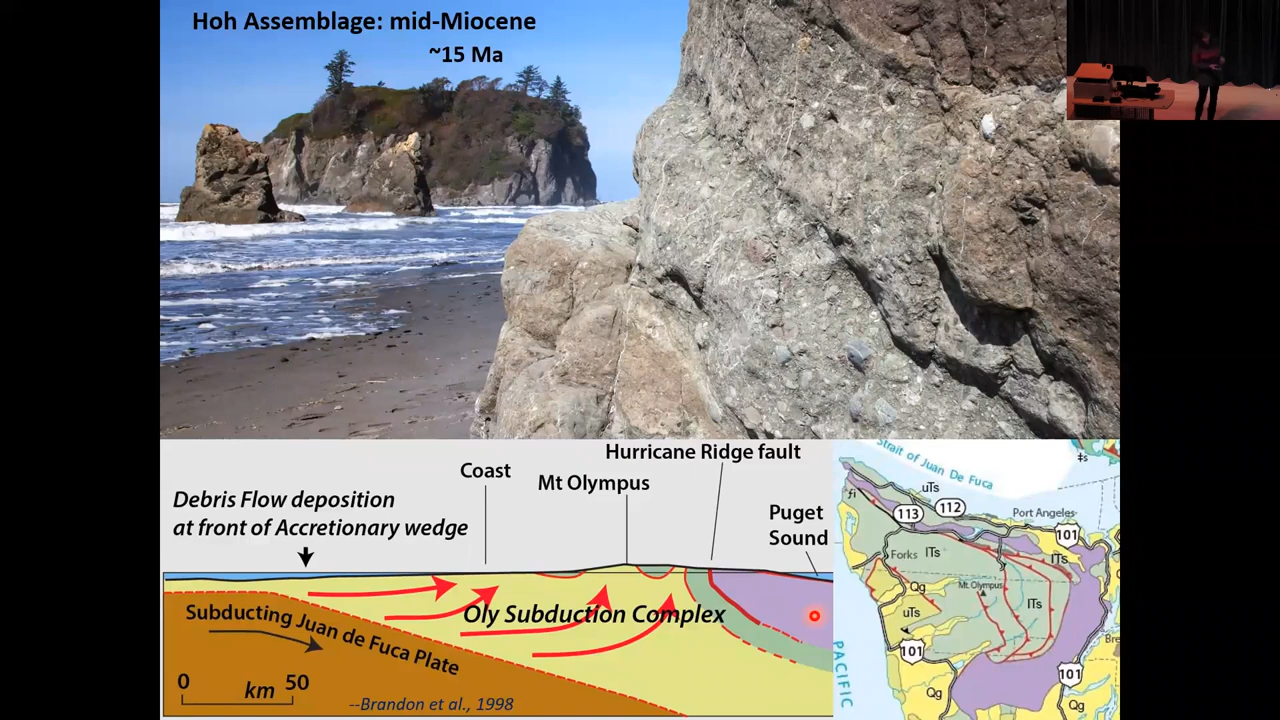 Hoh Assemblage: mid-Miocene
~15 Ma
Hurricane Ridge fault
Coast
Mt Olympus
Debris Flow deposition
at front of Accretionary wedge
Puget
Sound
Oly Subduction Complex
Subducting Juan de Fuca Plate
0 km 50
--Brandon et al., 1998
Strait of Juan De Fuca
‡s
uTs
fi
113
112
Port Angeles
101
Forks
lTs
lTs
Mt. Olympus
Qg
lTs
uTs
101
Bre
PACIFIC
101
Qg
Qg